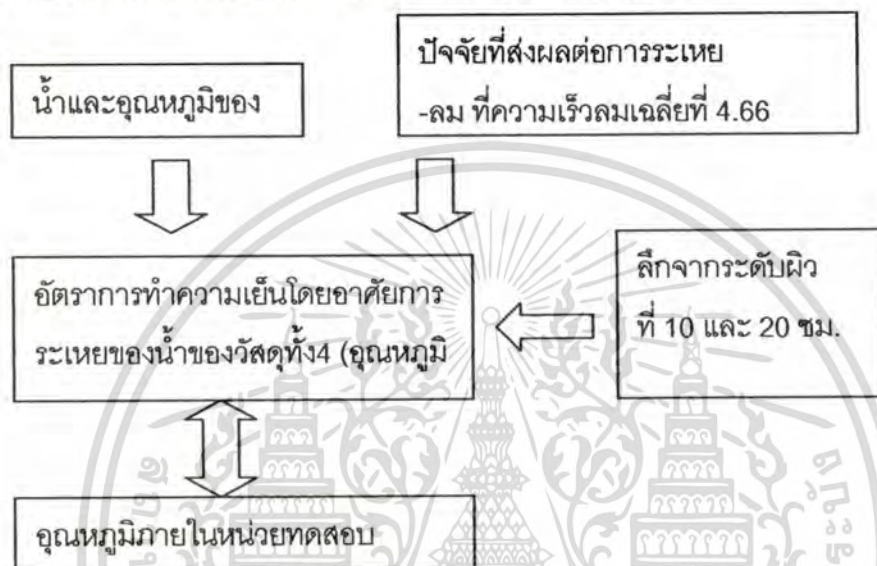 น้ำและอุณหภูมิของ
ปัจจัยที่ส่งผลต่อการระเหย
-ลม ที่ความเร็วลมเฉลี่ยที่ 4.66
อัตราการทำความเย็นโดยอาศัยการ
ระเหยของน้ำของวัสดุทั้ง4 (อุณหภูมิ
ลึกจากระดับผิว
ที่ 10 และ 20 ซม.
อุณหภูมิภายในหน่วยทดสอบ